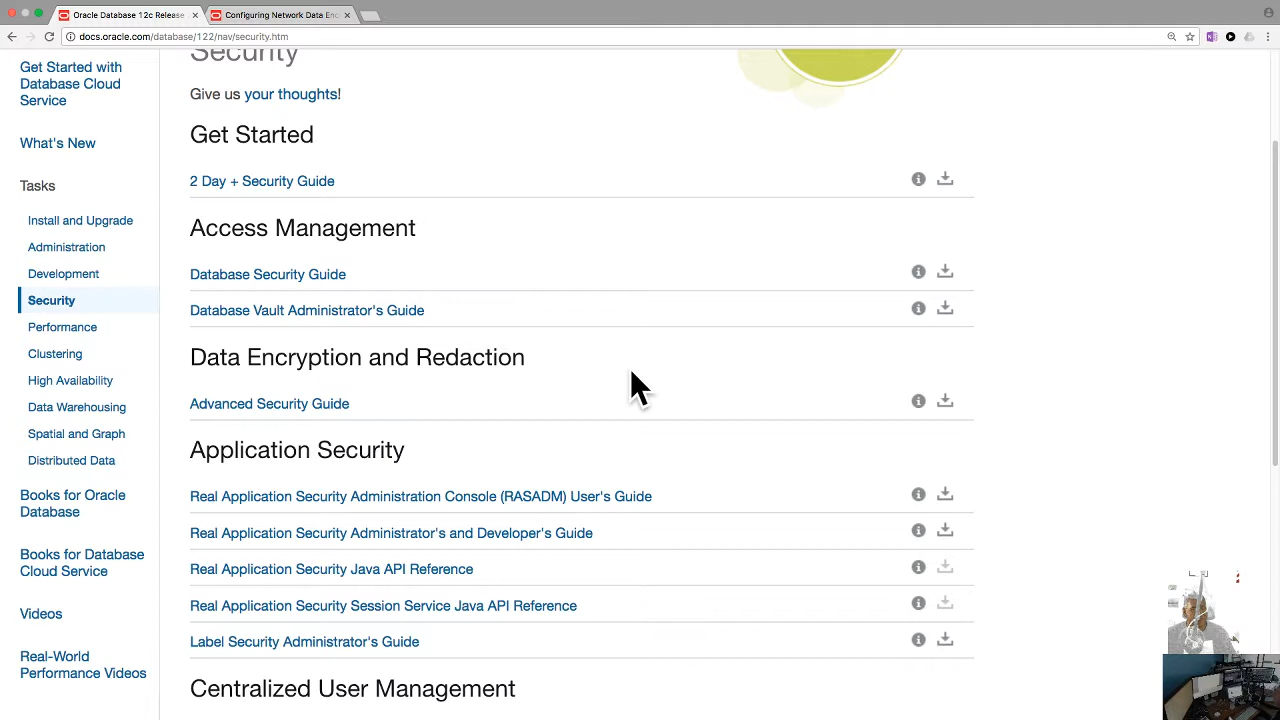 Oracle Database 12c Release
Configuring Network Data Enc
docs.oracle.com/database/122/nav/security.htm
Get Started with
Database Cloud
Service
What's New
Tasks
Install and Upgrade
Administration
Development
Security
Performance
Clustering
High Availability
Data Warehousing
Spatial and Graph
Distributed Data
Books for Oracle
Database
Books for Database
Cloud Service
Videos
Real-World
Performance Videos
Security
Give us your thoughts!
Get Started
2 Day + Security Guide
Access Management
Database Security Guide
Database Vault Administrator's Guide
Data Encryption and Redaction
Advanced Security Guide
Application Security
Real Application Security Administration Console (RASADM) User's Guide
Real Application Security Administrator's and Developer's Guide
Real Application Security Java API Reference
Real Application Security Session Service Java API Reference
Label Security Administrator's Guide
Centralized User Management